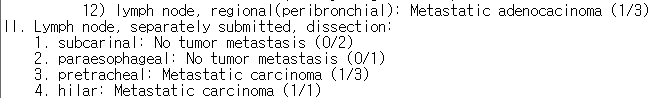 12) lymph node, regional(peribronchial): Metastatic adenocacinoma (1/3)
II. Lymph node, separately submitted, dissection:
1. subcarinal: No tumor metastasis (0/2)
2. paraesophageal: No tumor metastasis (0/1)
3. pretracheal: Metastatic carcinoma (1/3)
4. hilar: Metastatic carcinoma (1/1)